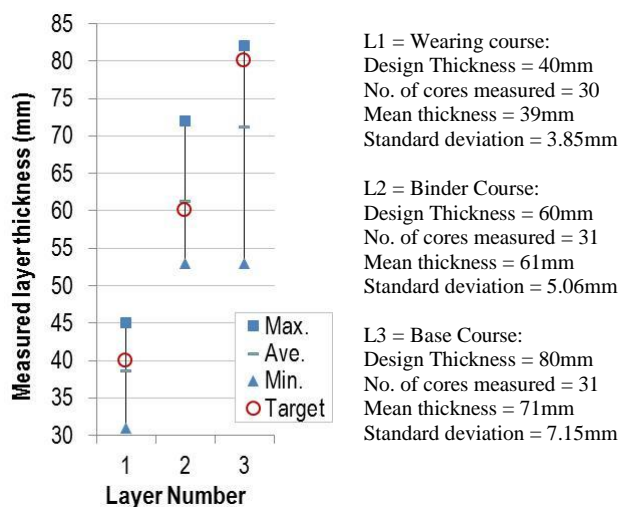 Measured layer thickness (mm)
85
80
75
70
65
60
55
50
45
40
35
30
Max.
Ave.
Min.
Target
1 2 3
Layer Number
L1 = Wearing course:
Design Thickness = 40mm
No. of cores measured = 30
Mean thickness = 39mm
Standard deviation = 3.85mm
L2 = Binder Course:
Design Thickness = 60mm
No. of cores measured = 31
Mean thickness = 61mm
Standard deviation = 5.06mm
L3 = Base Course:
Design Thickness = 80mm
No. of cores measured = 31
Mean thickness = 71mm
Standard deviation = 7.15mm